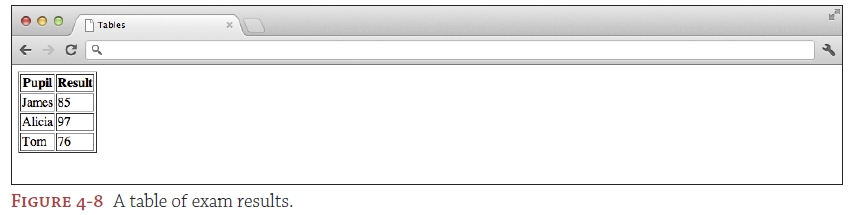 Tables
Pupil Result
James 85
Alicia 97
Tom 76
FIGURE 4-8 A table of exam results.